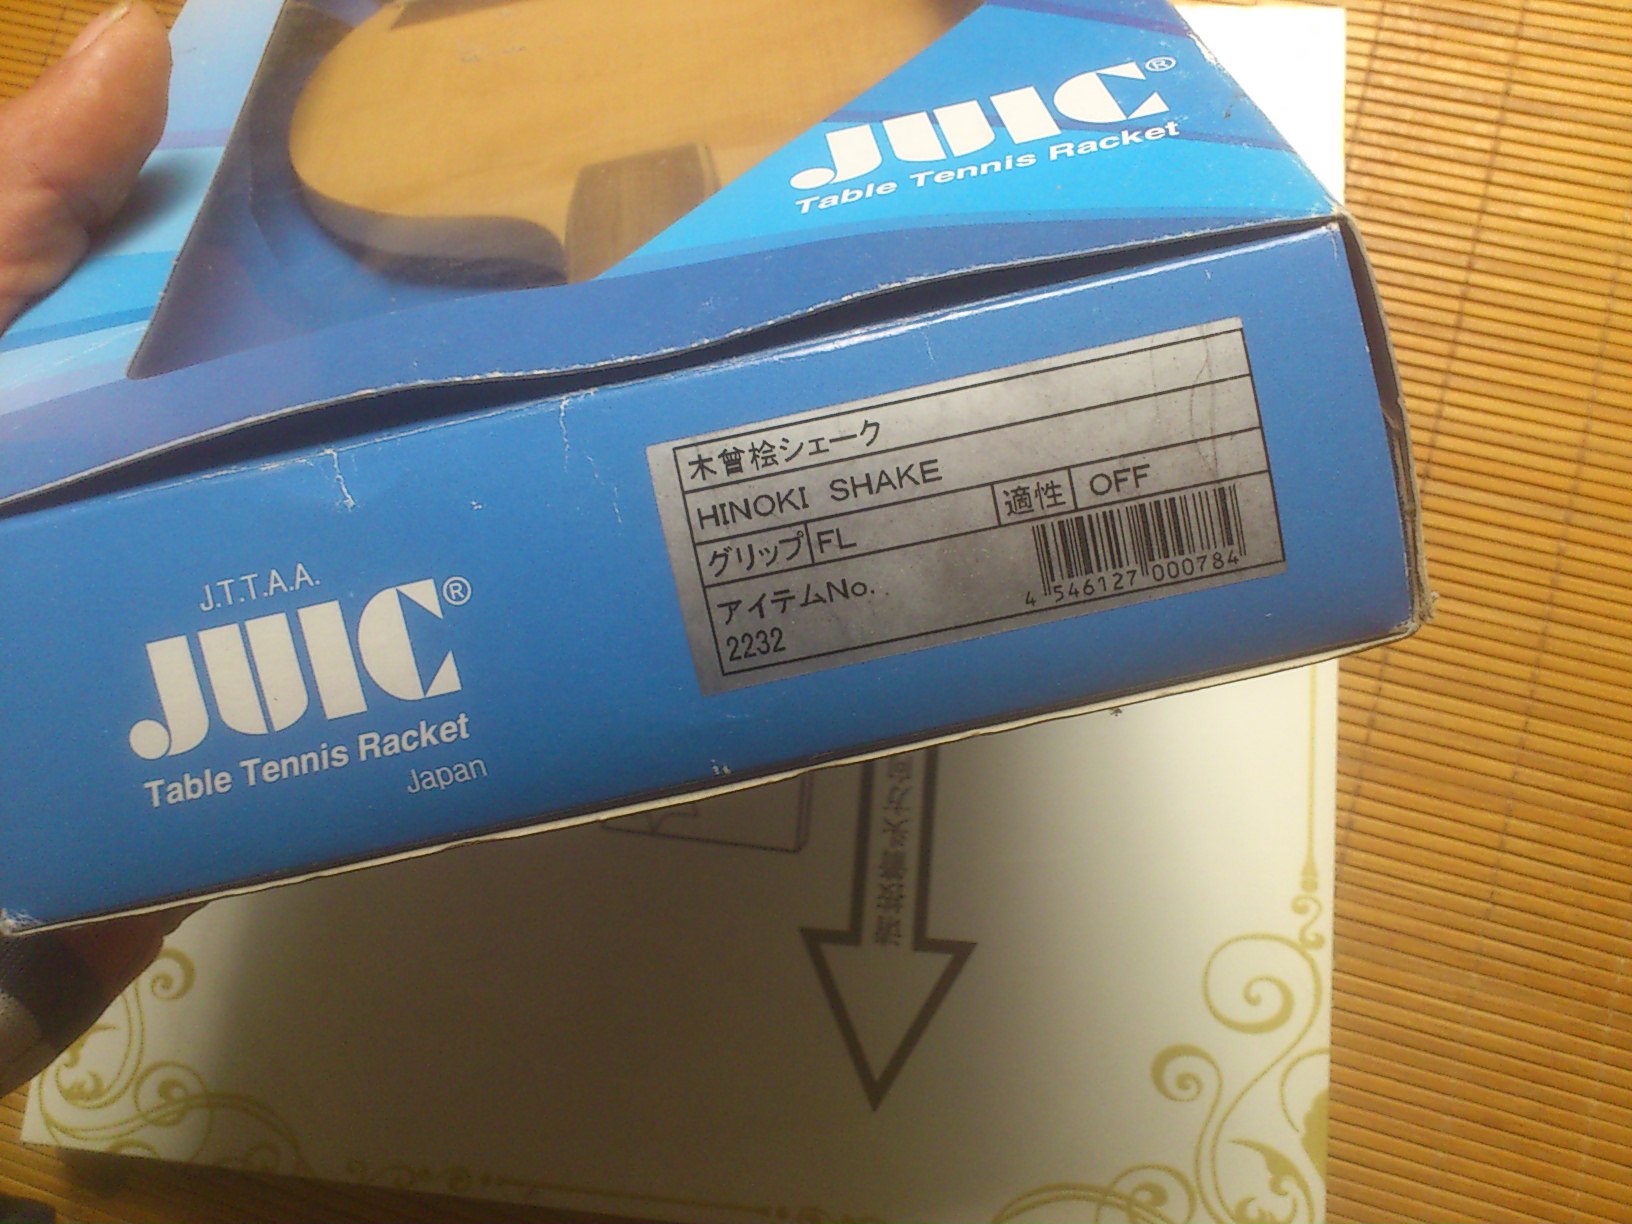 JUIC®
Table Tennis Racket
木曾桧シェーク
HINOKI SHAKE
グリップ FL 適性 OFF
アイテムNo.
2232
4 546127 000784
J.T.T.A.A.
JUIC®
Table Tennis Racket
Japan